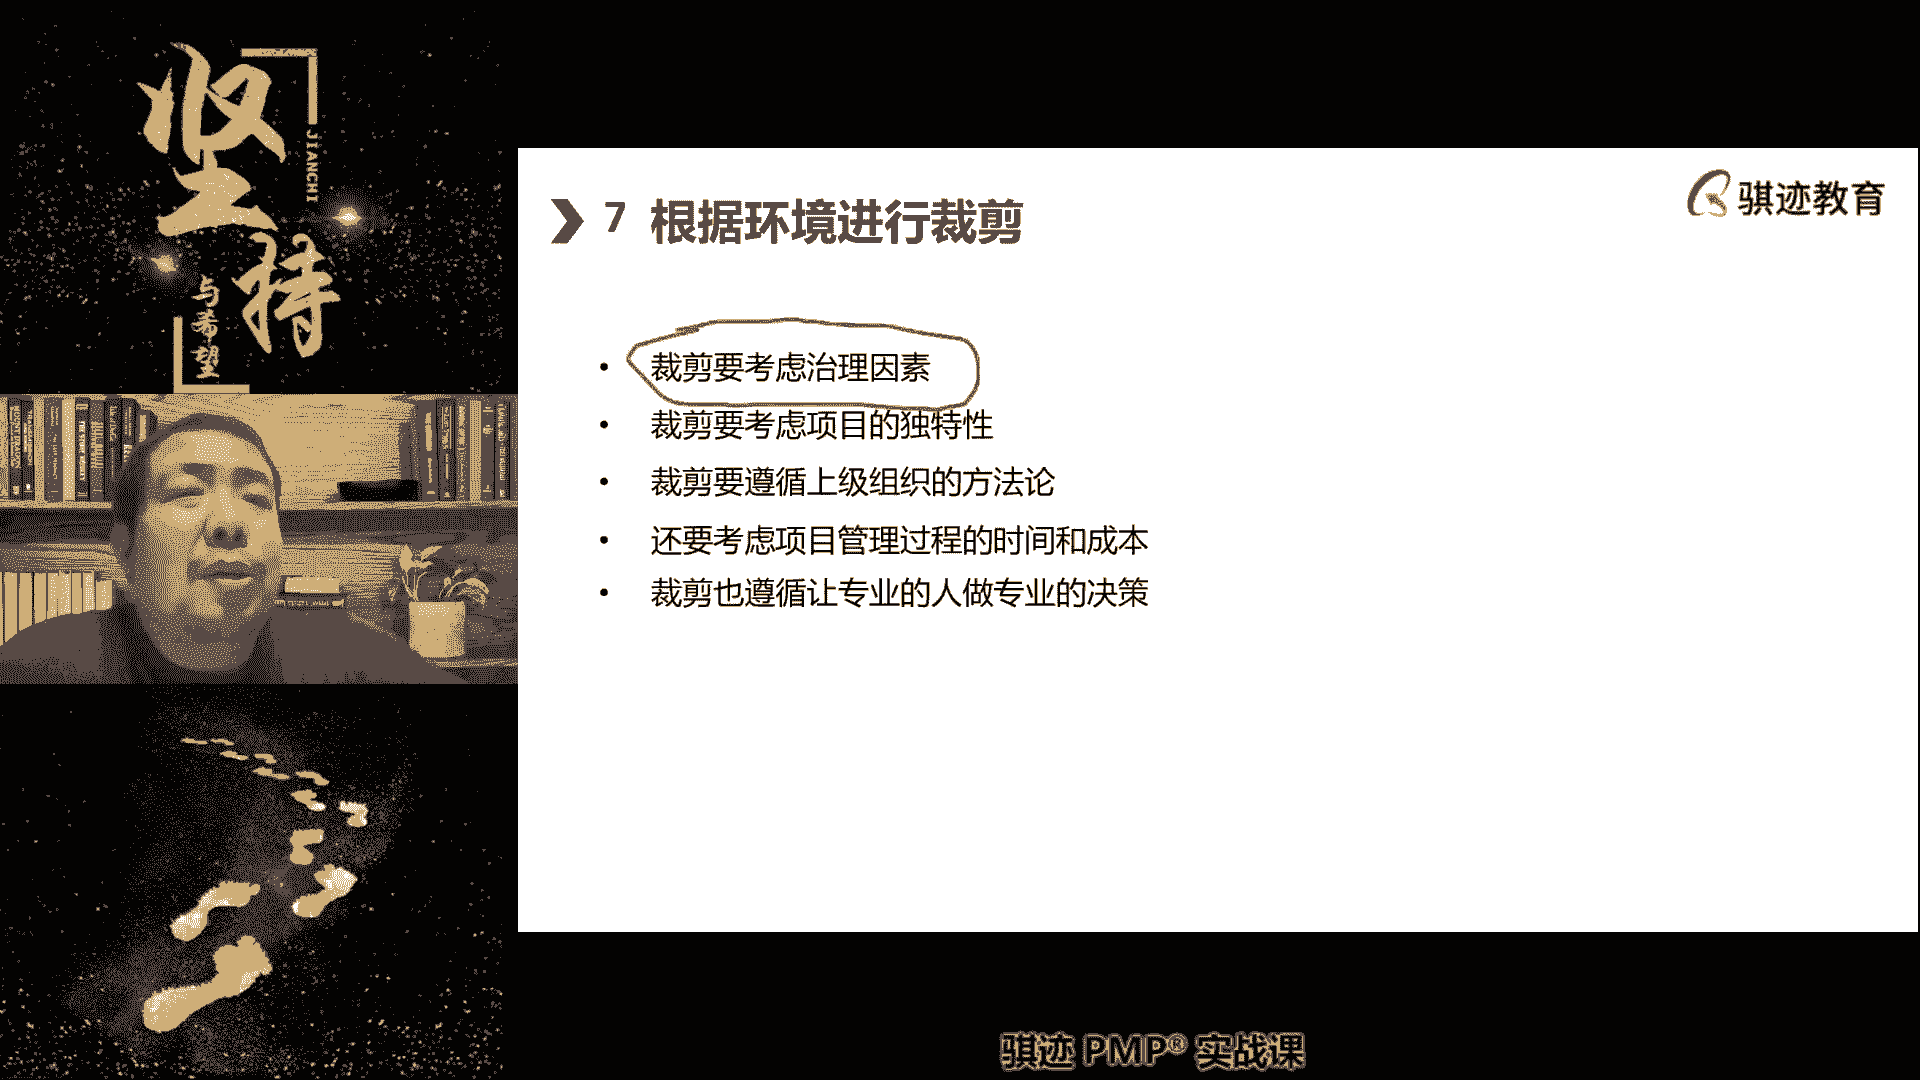 坚持
JIANCHI
与希望
骐迹教育
7 根据环境进行裁剪
• 裁剪要考虑治理因素
• 裁剪要考虑项目的独特性
• 裁剪要遵循上级组织的方法论
• 还要考虑项目管理过程的时间和成本
• 裁剪也遵循让专业的人做专业的决策
骐迹 PMP® 实战课